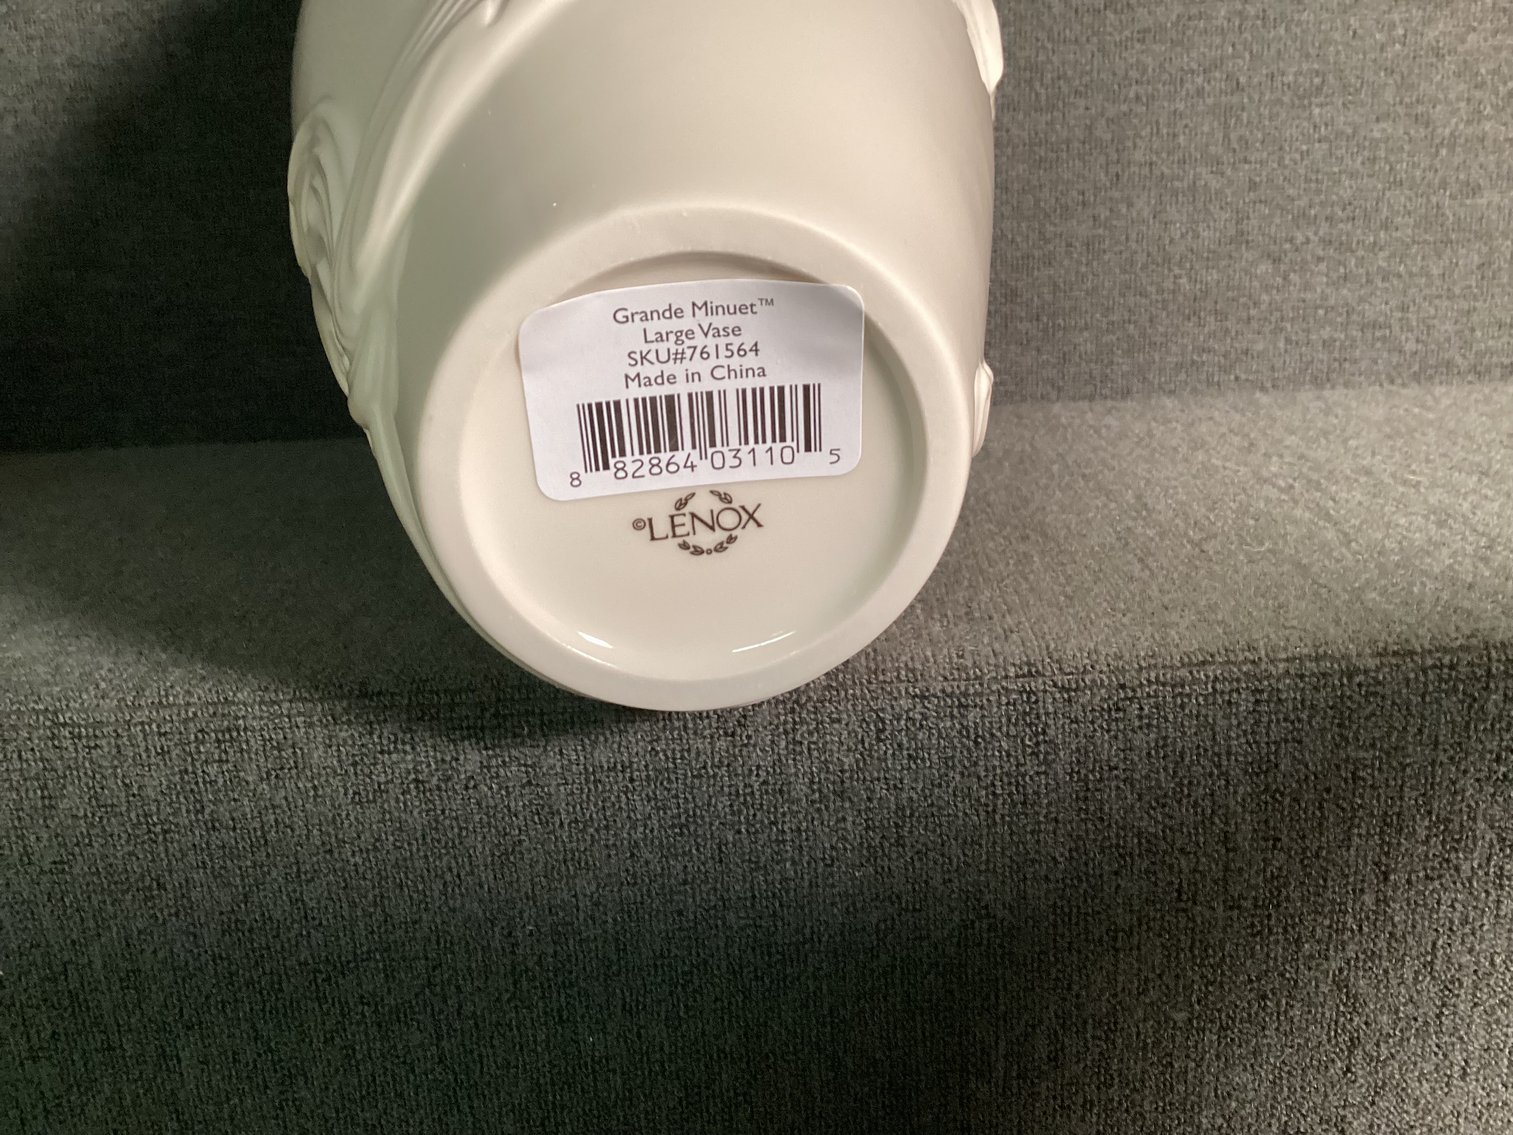 Grande Minuet™
Large Vase
SKU#761564
Made in China
8 82864 03110 5
©LENOX